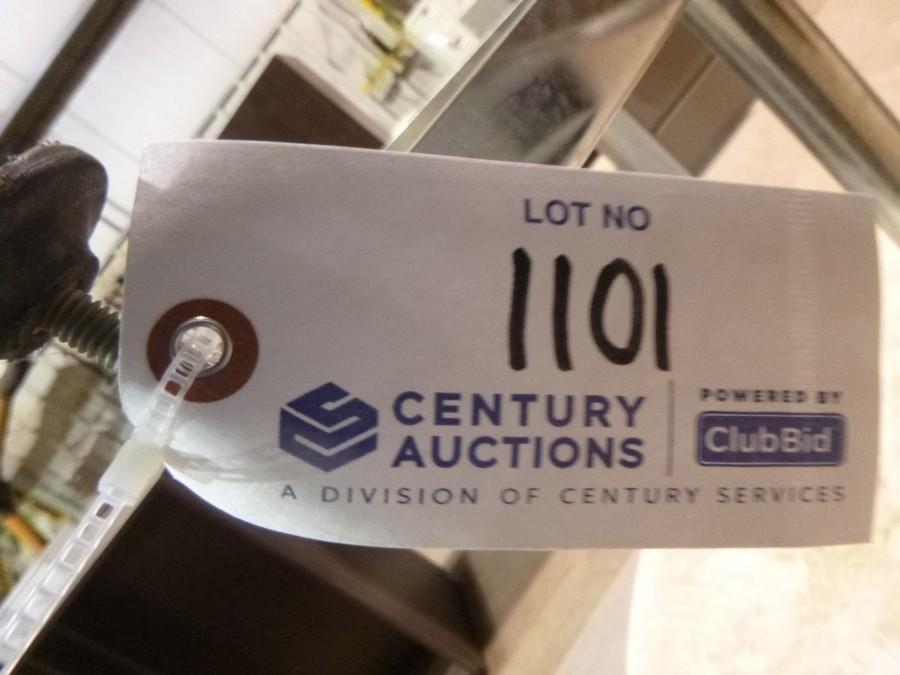 LOT NO
1101
CENTURY
AUCTIONS
POWERED BY
ClubBid
A DIVISION OF CENTURY SERVICES